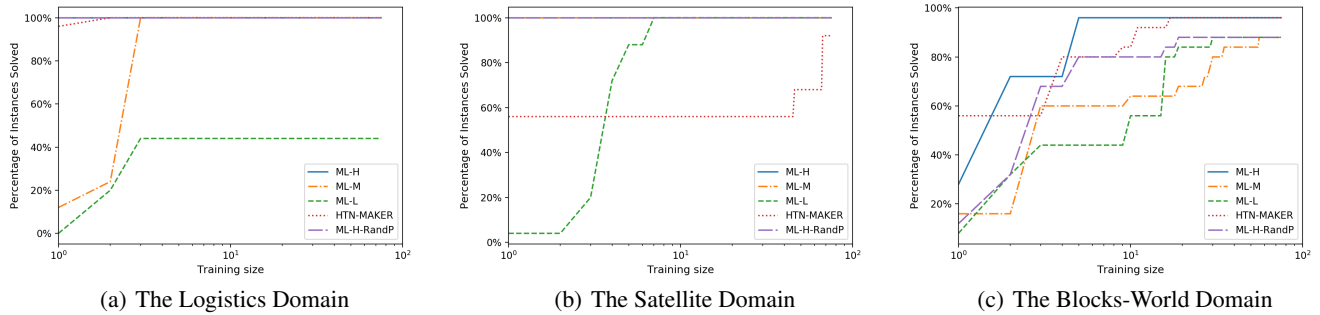 100%
80%
60%
40%
20%
0%
Percentage of Instances Solved
10^0
10^1
10^2
Training size
ML-H
ML-M
ML-L
HTN-MAKER
ML-H-RandP
(a) The Logistics Domain
100%
80%
60%
40%
20%
0%
Percentage of Instances Solved
10^0
10^1
10^2
Training size
ML-H
ML-M
ML-L
HTN-MAKER
ML-H-RandP
(b) The Satellite Domain
100%
80%
60%
40%
20%
Percentage of Instances Solved
10^0
10^1
10^2
Training size
ML-H
ML-M
ML-L
HTN-MAKER
ML-H-RandP
(c) The Blocks-World Domain